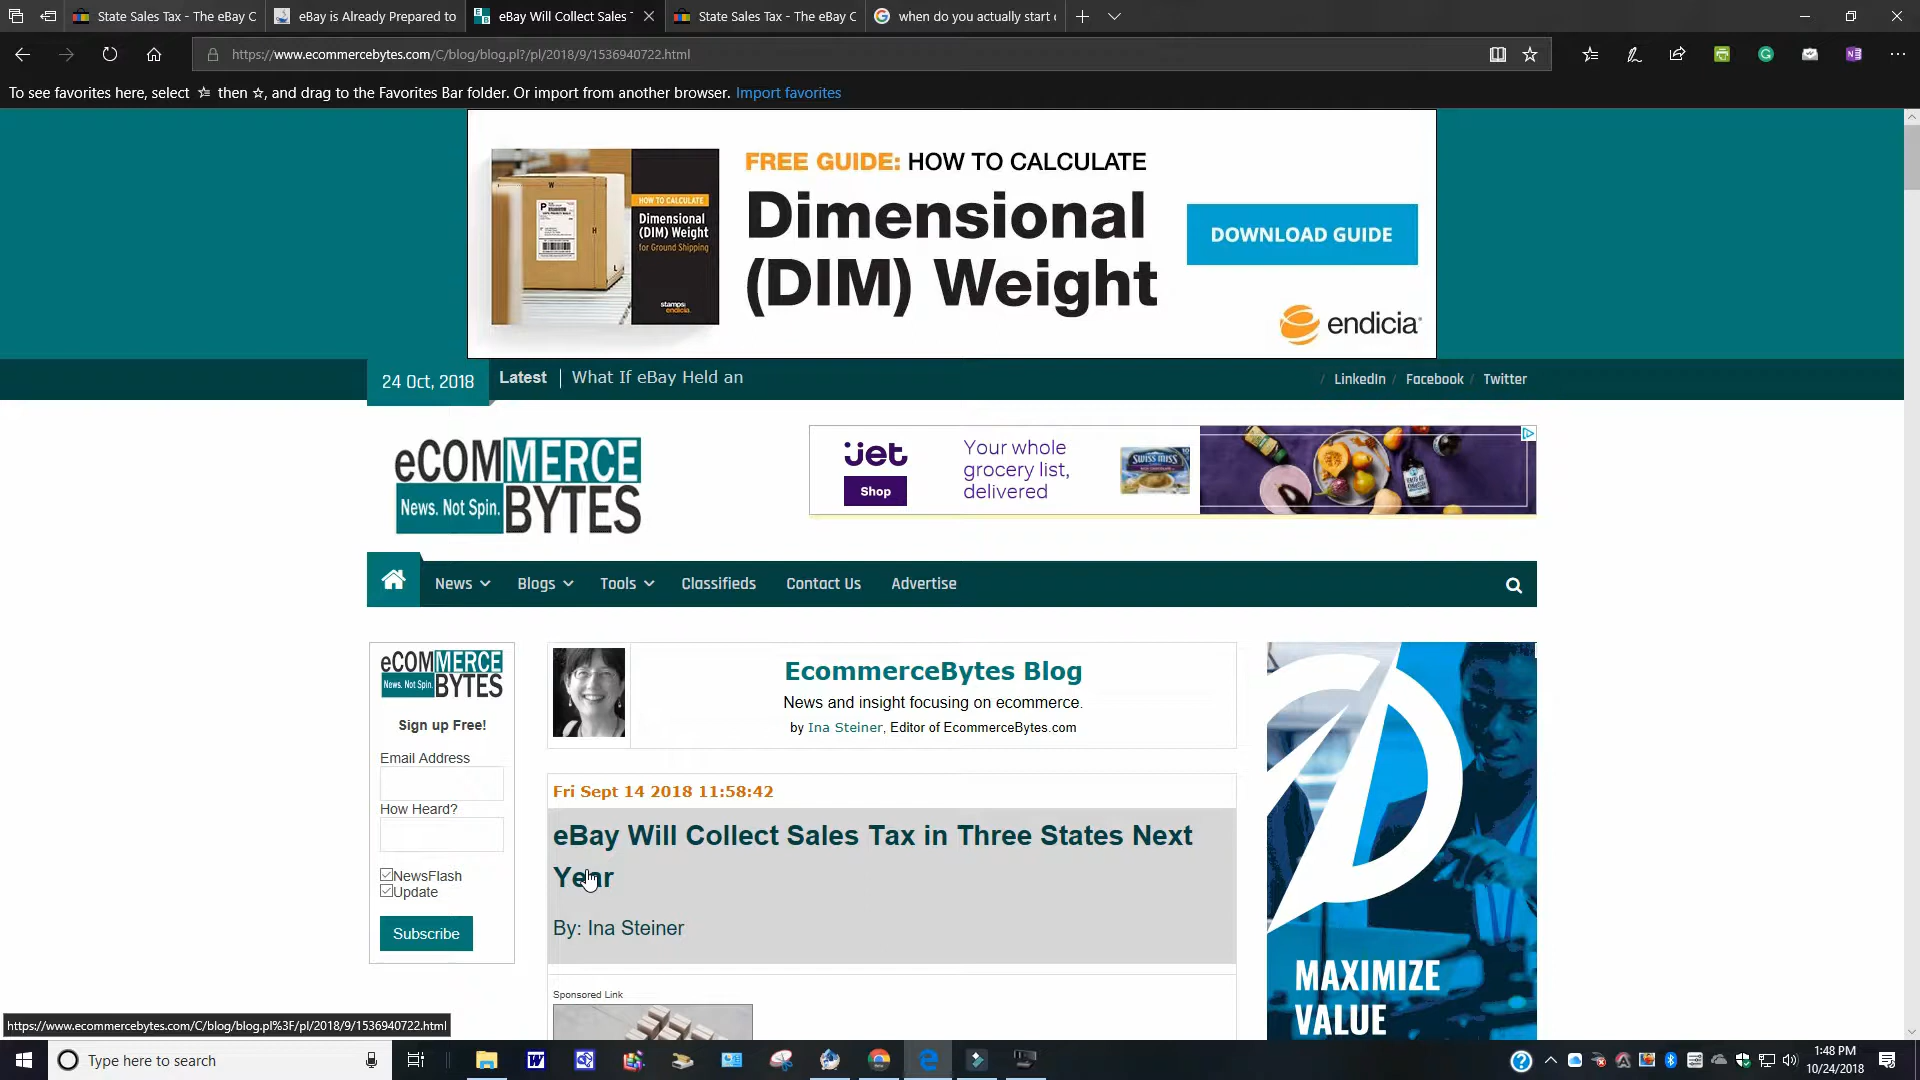 State Sales Tax - The eBay C
eBay is Already Prepared to
eBay Will Collect Sales T
State Sales Tax - The eBay C
when do you actually start c
https://www.ecommercebytes.com/C/blog/blog.pl?/pl/2018/9/1536940722.html
To see favorites here, select then , and drag to the Favorites Bar folder. Or import from another browser. Import favorites
FREE GUIDE: HOW TO CALCULATE
Dimensional
(DIM) Weight
DOWNLOAD GUIDE
endicia
HOW TO CALCULATE
Dimensional
(DIM) Weight
for Ground Shipping
stamps
endicia
P
W
H
L
24 Oct, 2018
Latest
What If eBay Held an
/ LinkedIn / Facebook / Twitter
eCOMMERCE
BYTES
News. Not Spin.
jet
Shop
Your whole
grocery list,
delivered
SWISS MISS
News
Blogs
Tools
Classifieds
Contact Us
Advertise
eCOMMERCE
BYTES
News. Not Spin.
Sign up Free!
Email Address
How Heard?
NewsFlash
Update
Subscribe
EcommerceBytes Blog
News and insight focusing on ecommerce.
by Ina Steiner, Editor of EcommerceBytes.com
Fri Sept 14 2018 11:58:42
eBay Will Collect Sales Tax in Three States Next
Year
By: Ina Steiner
Sponsored Link
MAXIMIZE
VALUE
https://www.ecommercebytes.com/C/blog/blog.pl%3F/pl/2018/9/1536940722.html
Type here to search
1:48 PM
10/24/2018